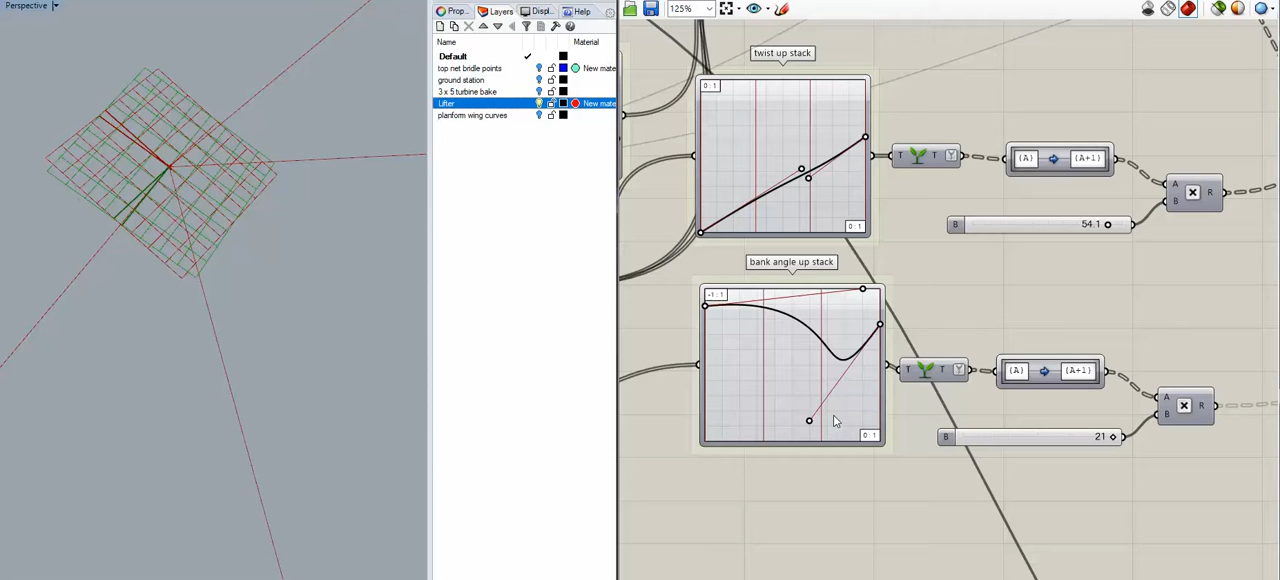 Perspective
Prop...
Layers
Displ...
Help
Name
Material
Default
top net bridle points
New mate
ground station
3 x 5 turbine bake
Lifter
New mate
planform wing curves
125%
twist up stack
0 : 1
0 : 1
T T Y
{A} {A+1}
A
B
R
B 54.1
bank angle up stack
-1 : 1
0 : 1
T T Y
{A} {A+1}
A
B
R
B 21